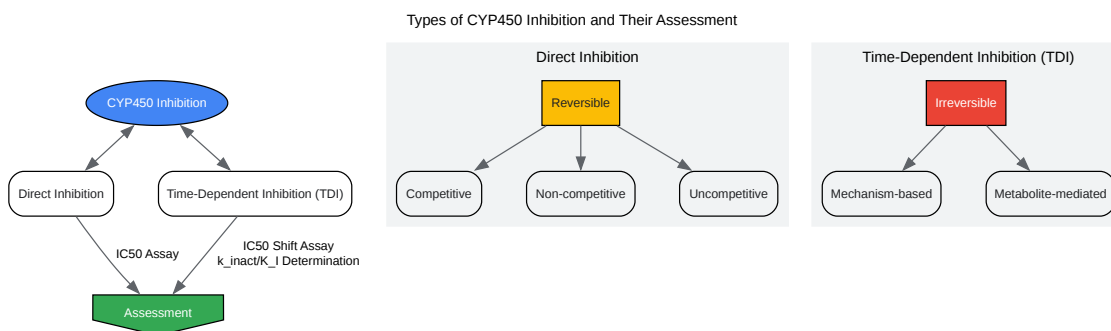 Types of CYP450 Inhibition and Their Assessment
CYP450 Inhibition
Direct Inhibition
Time-Dependent Inhibition (TDI)
IC50 Assay
IC50 Shift Assay
k_inact/K_I Determination
Assessment
Direct Inhibition
Reversible
Competitive
Non-competitive
Uncompetitive
Time-Dependent Inhibition (TDI)
Irreversible
Mechanism-based
Metabolite-mediated